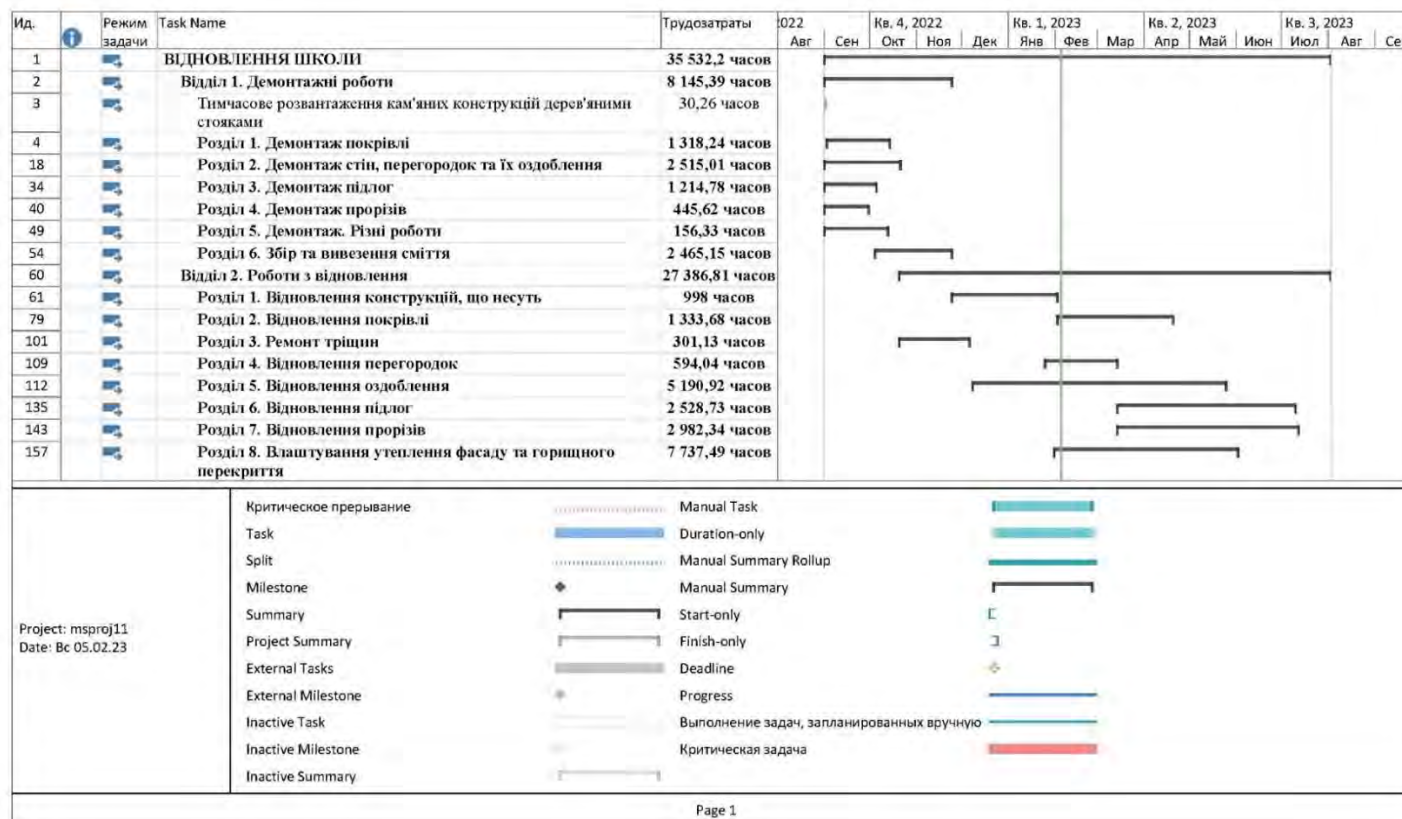 Ид. Режим задачи Task Name Трудозатраты 2022 Кв. 4, 2022 Кв. 1, 2023 Кв. 2, 2023 Кв. 3, 2023
Авг Сен Окт Ноя Дек Янв Фев Мар Апр Май Июн Июл Авг Се
1 ВІДНОВЛЕННЯ ШКОЛИ 35 532,2 часов
2 Відділ 1. Демонтажні роботи 8 145,39 часов
3 Тимчасове розвантаження кам'яних конструкцій дерев'яними 30,26 часов
стояками
4 Розділ 1. Демонтаж покрівлі 1 318,24 часов
18 Розділ 2. Демонтаж стін, перегородок та їх оздоблення 2 515,01 часов
34 Розділ 3. Демонтаж підлог 1 214,78 часов
40 Розділ 4. Демонтаж прорізів 445,62 часов
49 Розділ 5. Демонтаж. Різні роботи 156,33 часов
54 Розділ 6. Збір та вивезення сміття 2 465,15 часов
60 Відділ 2. Роботи з відновлення 27 386,81 часов
61 Розділ 1. Відновлення конструкцій, що несуть 998 часов
79 Розділ 2. Відновлення покрівлі 1 333,68 часов
101 Розділ 3. Ремонт тріщин 301,13 часов
109 Розділ 4. Відновлення перегородок 594,04 часов
112 Розділ 5. Відновлення оздоблення 5 190,92 часов
135 Розділ 6. Відновлення підлог 2 528,73 часов
143 Розділ 7. Відновлення прорізів 2 982,34 часов
157 Розділ 8. Влаштування утеплення фасаду та горищного 7 737,49 часов
перекриття
Project: msproj11
Date: Вс 05.02.23
Критическое прерывание
Task
Split
Milestone
Summary
Project Summary
External Tasks
External Milestone
Inactive Task
Inactive Milestone
Inactive Summary
Manual Task
Duration-only
Manual Summary Rollup
Manual Summary
Start-only
Finish-only
Deadline
Progress
Выполнение задач, запланированных вручную
Критическая задача
Page 1